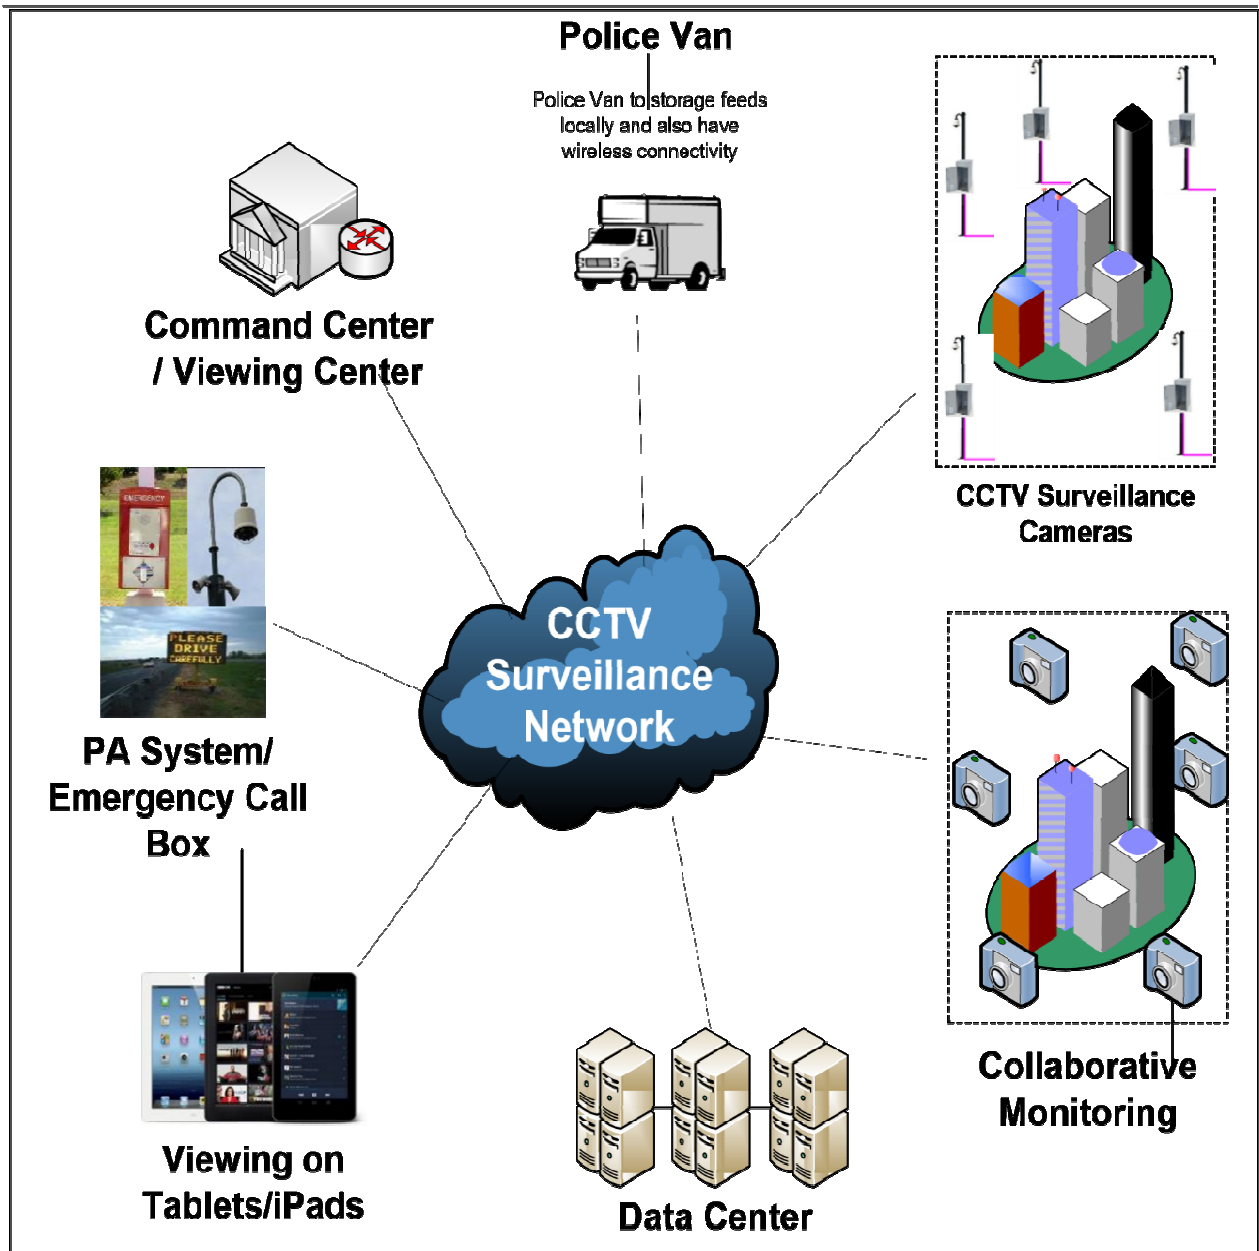 Police Van
Police Van to storage feeds
locally and also have
wireless connectivity
Command Center
/ Viewing Center
CCTV Surveillance
Cameras
EMERGENCY
PLEASE
DRIVE
CAREFULLY
PA System/
Emergency Call
Box
CCTV
Surveillance
Network
Collaborative
Monitoring
Viewing on
Tablets/iPads
Data Center